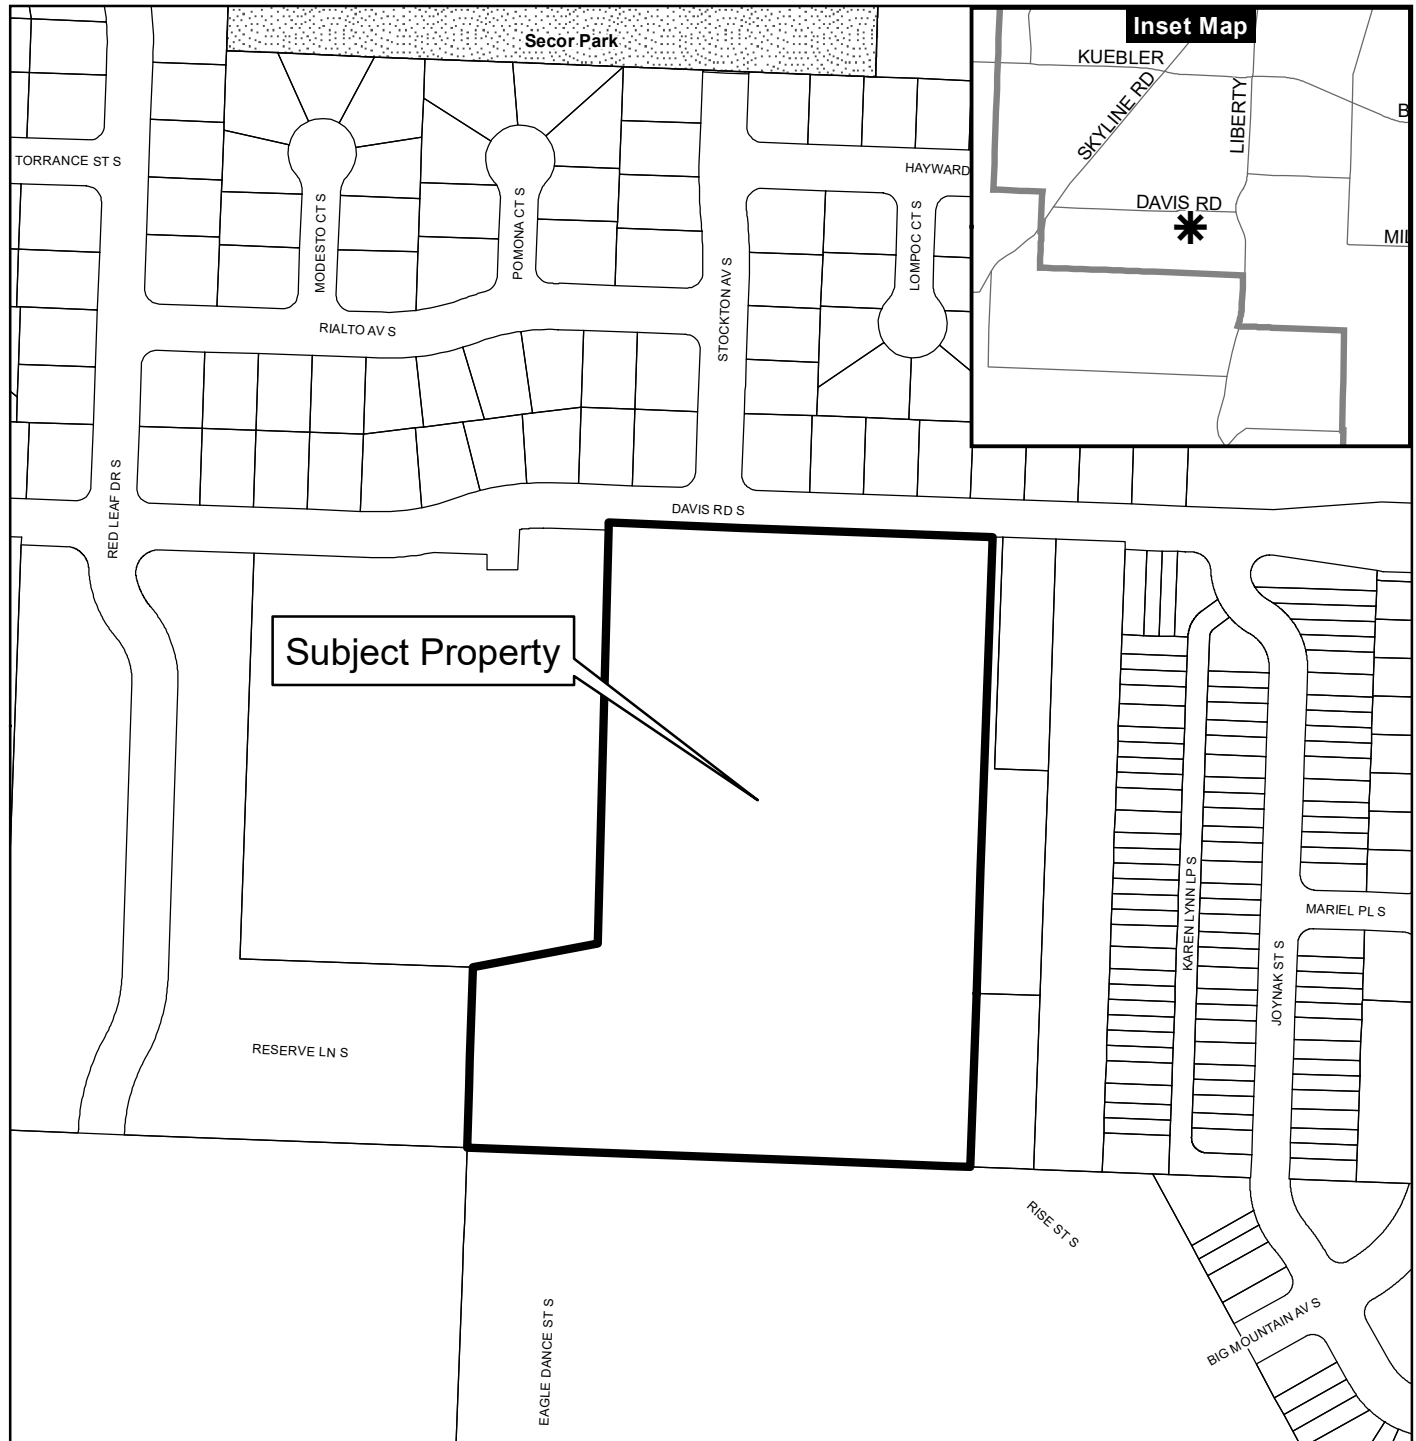 Secor Park
Inset Map
KUEBLER
SKYLINE RD
LIBERTY
B
DAVIS RD
MIL
TORRANCE ST S
HAYWARD
MODESTO CT S
POMONA CT S
LOMPOC CT S
STOCKTON AV S
RIALTO AV S
RED LEAF DR S
DAVIS RD S
Subject Property
KAREN LYNN LP S
MARIEL PL S
JOYNAK ST S
RESERVE LN S
RISE ST S
BIG MOUNTAIN AV S
EAGLE DANCE ST S